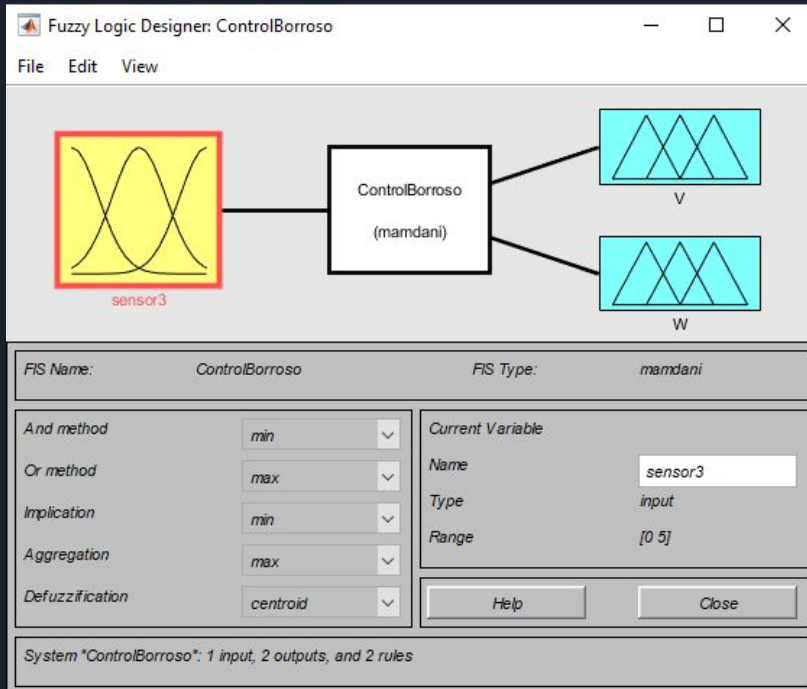 Fuzzy Logic Designer: ControlBorroso
File Edit View
ControlBorroso
(mamdani)
sensor3
V
W
FIS Name: ControlBorroso FIS Type: mamdani
And method min
Or method max
Implication min
Aggregation max
Defuzzification centroid
Current Variable
Name sensor3
Type input
Range [0 5]
Help Close
System "ControlBorroso": 1 input, 2 outputs, and 2 rules